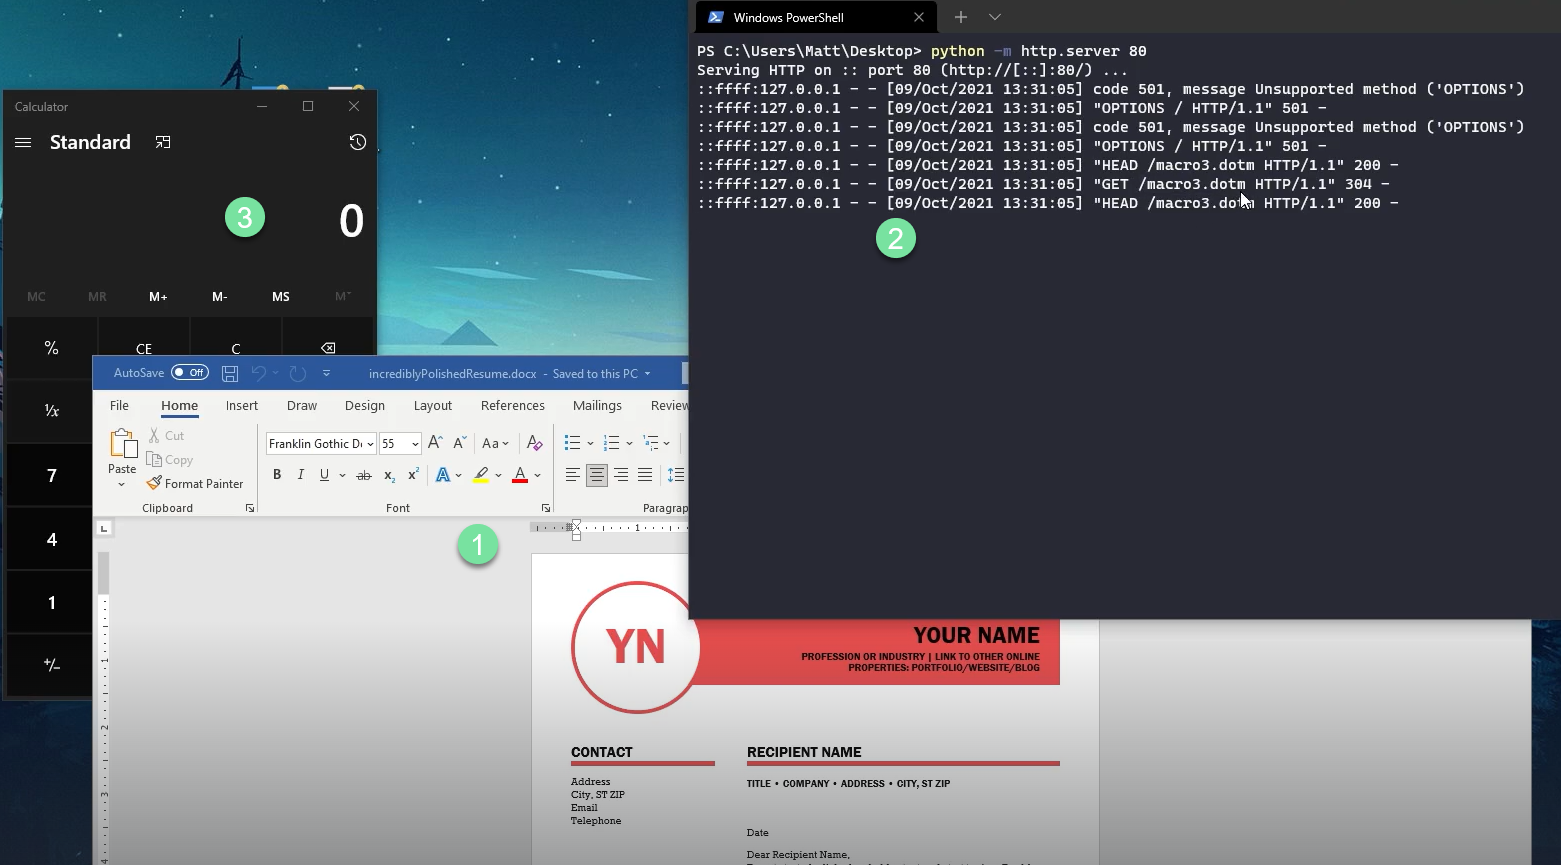 Windows PowerShell
PS C:\Users\Matt\Desktop> python -m http.server 80
Serving HTTP on :: port 80 (http://[::]:80/) ...
::ffff:127.0.0.1 - - [09/Oct/2021 13:31:05] code 501, message Unsupported method ('OPTIONS')
::ffff:127.0.0.1 - - [09/Oct/2021 13:31:05] "OPTIONS / HTTP/1.1" 501 -
::ffff:127.0.0.1 - - [09/Oct/2021 13:31:05] code 501, message Unsupported method ('OPTIONS')
::ffff:127.0.0.1 - - [09/Oct/2021 13:31:05] "OPTIONS / HTTP/1.1" 501 -
::ffff:127.0.0.1 - - [09/Oct/2021 13:31:05] "HEAD /macro3.dotm HTTP/1.1" 200 -
::ffff:127.0.0.1 - - [09/Oct/2021 13:31:05] "GET /macro3.dotm HTTP/1.1" 304 -
::ffff:127.0.0.1 - - [09/Oct/2021 13:31:05] "HEAD /macro3.dotm HTTP/1.1" 200 -
2
Calculator
Standard
3
0
MC MR M+ M- MS M˅
% CE C
¹/x
7
4
1
+/-
AutoSave Off incrediblyPolishedResume.docx - Saved to this PC
File Home Insert Draw Design Layout References Mailings Review
Paste
Cut
Copy
Format Painter
Clipboard
Franklin Gothic D 55 A A Aa A
B I U ab x₂ x² A A
Font
Paragrap
1
L
1
1
2
3
4
YN
YOUR NAME
PROFESSION OR INDUSTRY | LINK TO OTHER ONLINE
PROPERTIES: PORTFOLIO/WEBSITE/BLOG
CONTACT
Address
City, ST ZIP
Email
Telephone
RECIPIENT NAME
TITLE • COMPANY • ADDRESS • CITY, ST ZIP
Date
Dear Recipient Name,